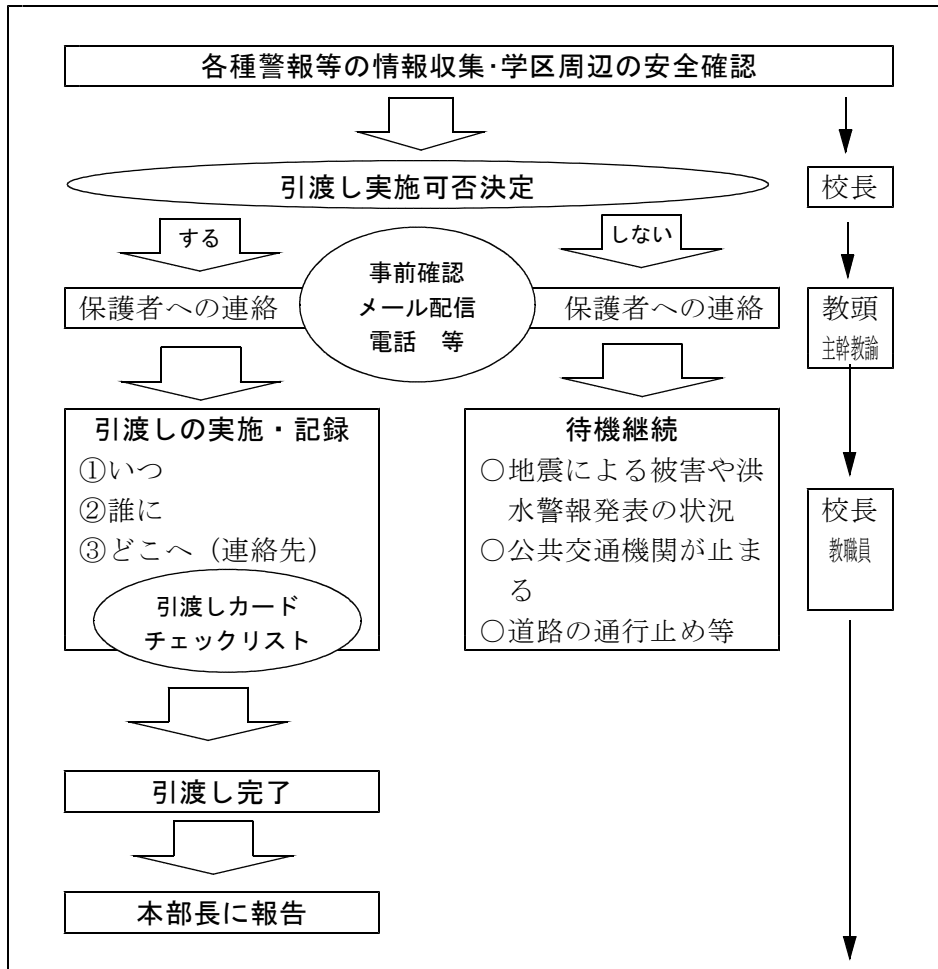 各種警報等の情報収集・学区周辺の安全確認
引渡し実施可否決定
校長
する
しない
事前確認
メール配信
電話　等
保護者への連絡
保護者への連絡
教頭
主幹教諭
引渡しの実施・記録
①いつ
②誰に
③どこへ（連絡先）
引渡しカード
チェックリスト
待機継続
○地震による被害や洪
水警報発表の状況
○公共交通機関が止ま
る
○道路の通行止め等
校長
教職員
引渡し完了
本部長に報告